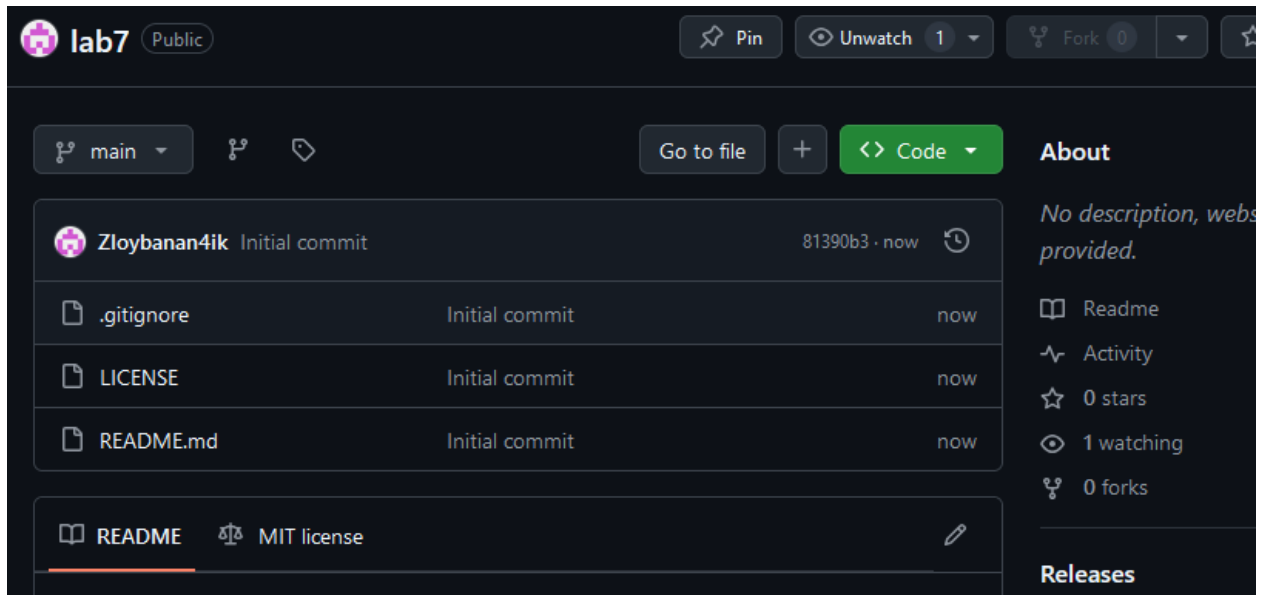 lab7 Public Pin Unwatch 1 Fork 0
main Go to file + Code About
No description, webs
provided.
Zloybanan4ik Initial commit 81390b3 · now
.gitignore Initial commit now
LICENSE Initial commit now
README.md Initial commit now
Readme
Activity
0 stars
1 watching
0 forks
README MIT license
Releases